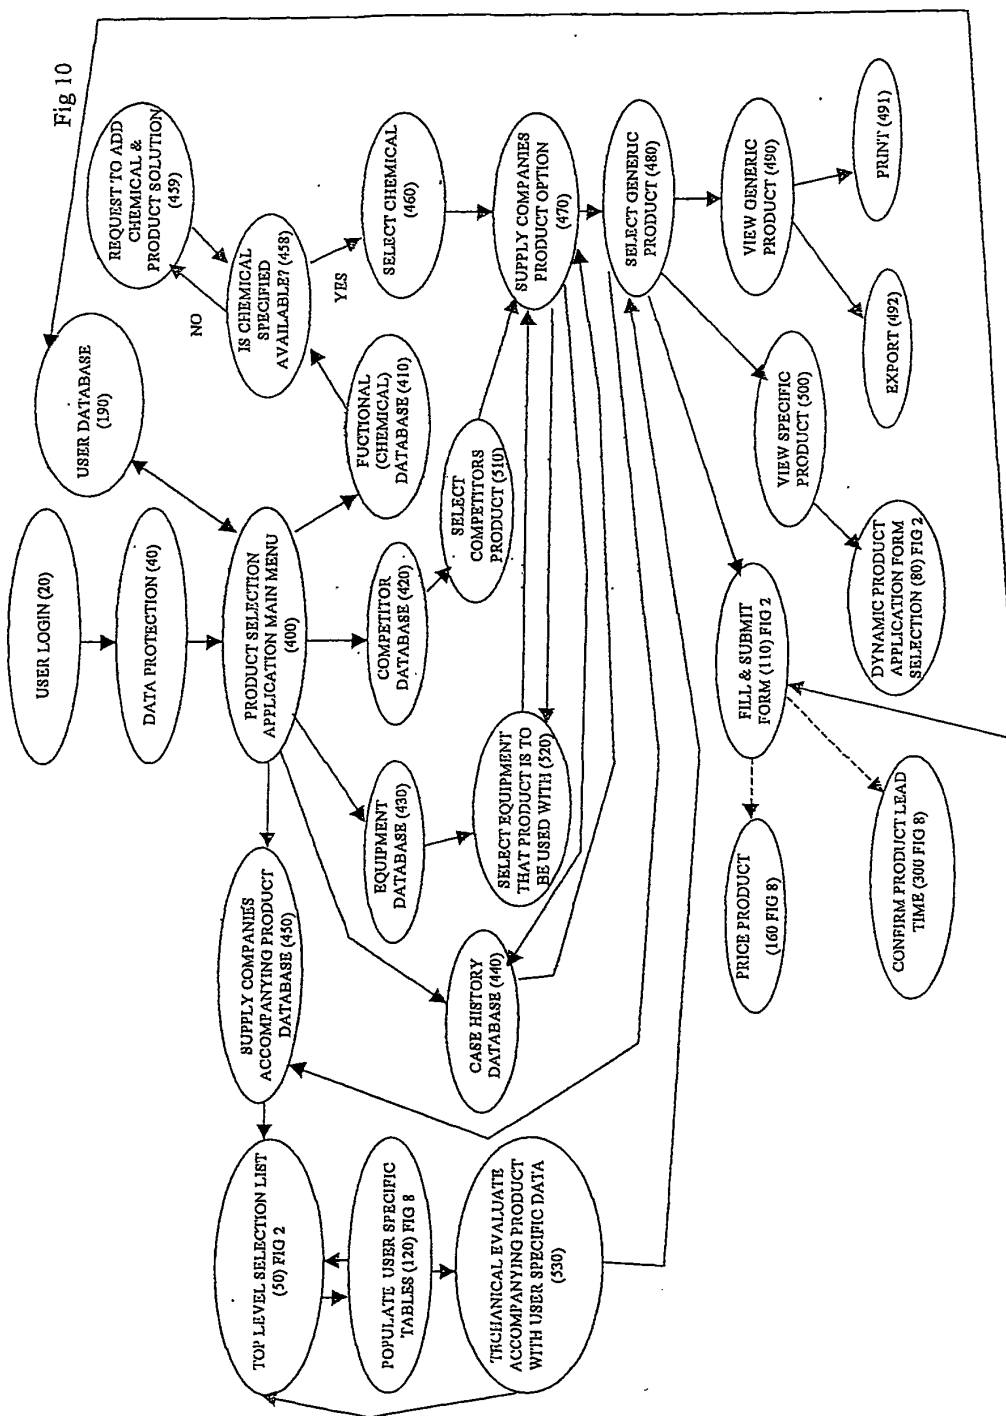 Fig 10
USER LOGIN (20)
DATA PROTECTION (40)
USER DATABASE
(190)
REQUEST TO ADD
CHEMICAL &
PRODUCT SOLUTION
(459)
TOP LEVEL SELECTION LIST
(50) FIG 2
SUPPLY COMPANIES
ACCOMPANYING PRODUCT
DATABASE (450)
PRODUCT SELECTION
APPLICATION MAIN MENU
(400)
NO
IS CHEMICAL
SPECIFIED
AVAILABLE? (458)
YES
POPULATE USER SPECIFIC
TABLES (120) FIG 8
EQUIPMENT
DATABASE (430)
COMPETITOR
DATABASE (420)
FUCTIONAL
(CHEMICAL)
DATABASE (410)
SELECT CHEMICAL
(460)
TECHANICAL EVALUATE
ACCOMPANYING PRODUCT
WITH USER SPECIFIC DATA
(530)
CASE HISTORY
DATABASE (440)
SELECT EQUIPMENT
THAT PRODUCT IS TO
BE USED WITH (520)
SELECT
COMPETITORS
PRODUCT (510)
SUPPLY COMPANIES
PRODUCT OPTION
(470)
SELECT GENERIC
PRODUCT (480)
PRICE PRODUCT
(160 FIG 8)
FILL & SUBMIT
FORM (110) FIG 2
VIEW SPECIFIC
PRODUCT (500)
VIEW GENERIC
PRODUCT (490)
CONFIRM PRODUCT LEAD
TIME (300 FIG 8)
DYNAMIC PRODUCT
APPLICATION FORM
SELECTION (80) FIG 2
EXPORT (492)
PRINT (491)